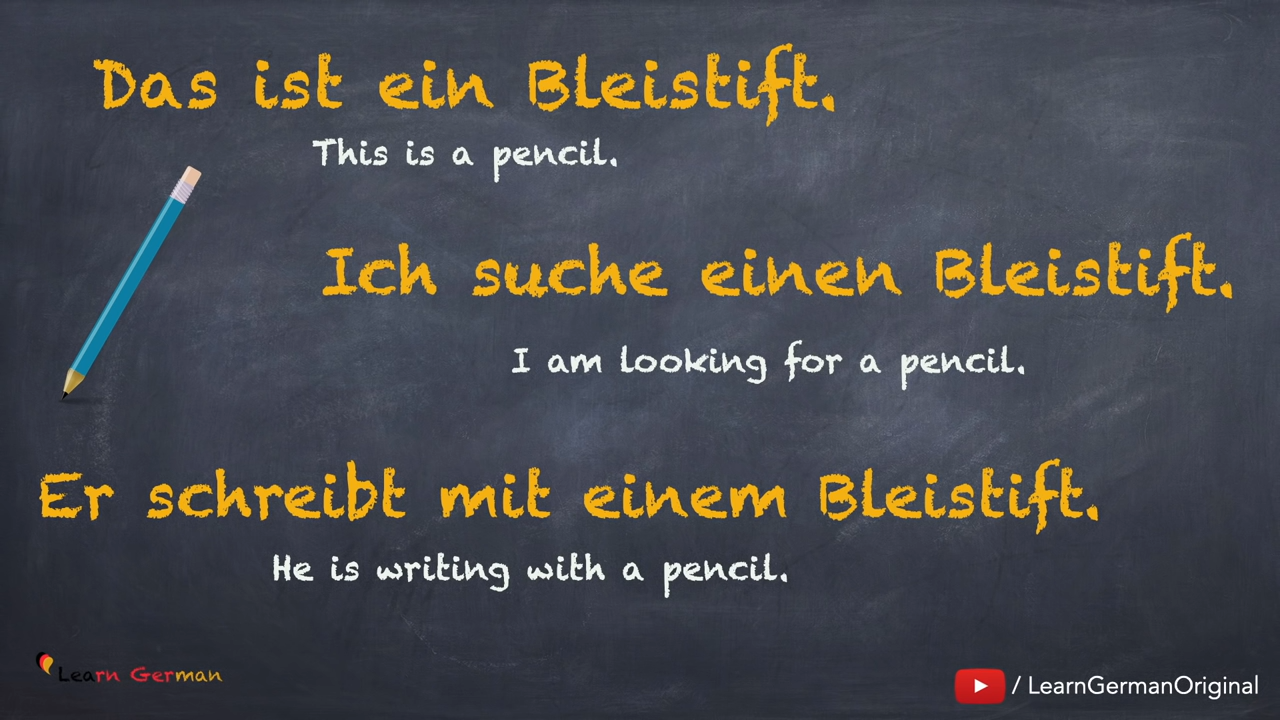 Das ist ein Bleistift.
This is a pencil.
Ich suche einen Bleistift.
I am looking for a pencil.
Er schreibt mit einem Bleistift.
He is writing with a pencil.
Learn German
/ LearnGermanOriginal